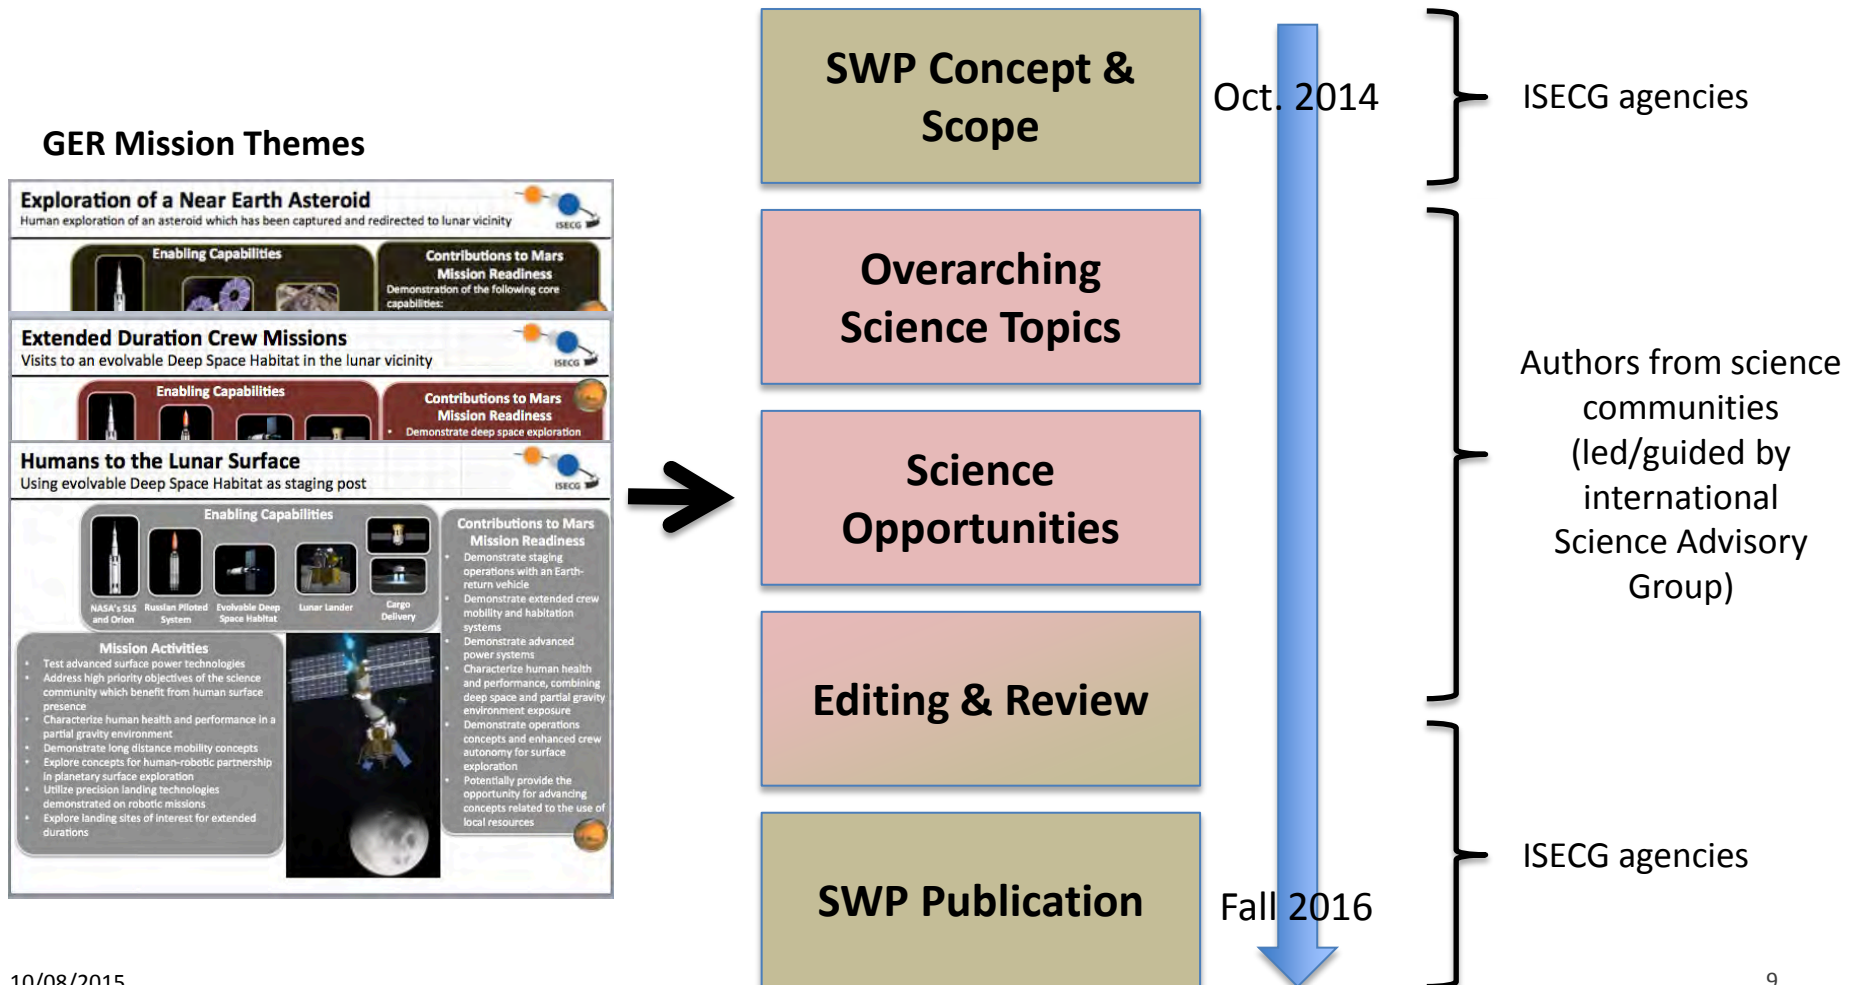 GER Mission Themes
Exploration of a Near Earth Asteroid
Human exploration of an asteroid which has been captured and redirected to lunar vicinity
ISECG
Enabling Capabilities
Contributions to Mars
Mission Readiness
Demonstration of the following core
capabilities:
Extended Duration Crew Missions
Visits to an evolvable Deep Space Habitat in the lunar vicinity
ISECG
Enabling Capabilities
Contributions to Mars
Mission Readiness
• Demonstrate deep space exploration
Humans to the Lunar Surface
Using evolvable Deep Space Habitat as staging post
ISECG
Enabling Capabilities
NASA's SLS
and Orion
Russian Piloted
System
Evolvable Deep
Space Habitat
Lunar Lander
Cargo
Delivery
Contributions to Mars
Mission Readiness
• Demonstrate staging
operations with an Earth-
return vehicle
• Demonstrate extended crew
mobility and habitation
systems
• Demonstrate advanced
power systems
• Characterize human health
and performance, combining
deep space and partial gravity
environment exposure
• Demonstrate operations
concepts and enhanced crew
autonomy for surface
exploration
• Potentially provide the
opportunity for advancing
concepts related to the use of
local resources
Mission Activities
• Test advanced surface power technologies
• Address high priority objectives of the science
community which benefit from human surface
presence
• Characterize human health and performance in a
partial gravity environment
• Demonstrate long distance mobility concepts
• Explore concepts for human-robotic partnership
in planetary surface exploration
• Utilize precision landing technologies
demonstrated on robotic missions
• Explore landing sites of interest for extended
durations
SWP Concept &
Scope
Oct. 2014
ISECG agencies
Overarching
Science Topics
Science
Opportunities
Authors from science
communities
(led/guided by
international
Science Advisory
Group)
Editing & Review
SWP Publication
Fall 2016
ISECG agencies
10/08/2015
9